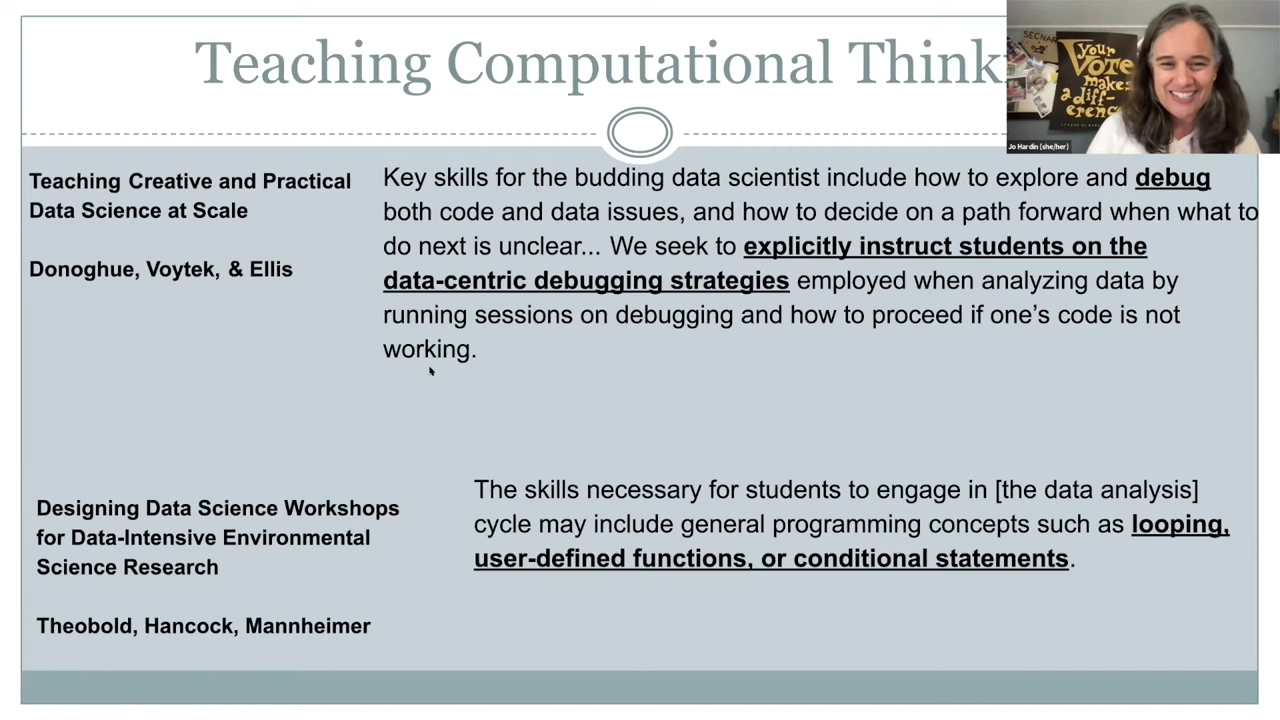 Teaching Computational Think
SECNAR
your
VOTE
makes
a diff-
erence
Jo Hardin (she/her)
Teaching Creative and Practical
Data Science at Scale
Donoghue, Voytek, & Ellis
Key skills for the budding data scientist include how to explore and debug
both code and data issues, and how to decide on a path forward when what to
do next is unclear... We seek to explicitly instruct students on the
data-centric debugging strategies employed when analyzing data by
running sessions on debugging and how to proceed if one’s code is not
working.
Designing Data Science Workshops
for Data-Intensive Environmental
Science Research
Theobold, Hancock, Mannheimer
The skills necessary for students to engage in [the data analysis]
cycle may include general programming concepts such as looping,
user-defined functions, or conditional statements.